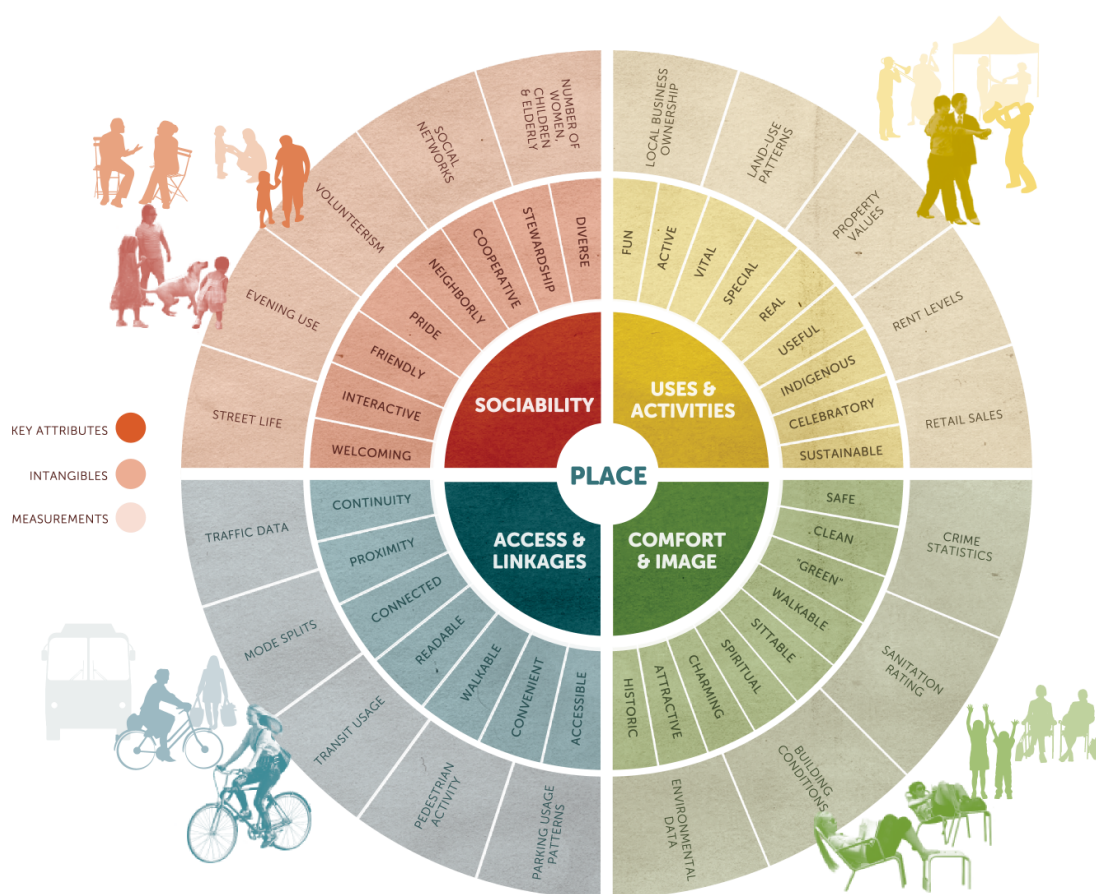 NUMBER OF
WOMEN,
CHILDREN
& ELDERLY
SOCIAL
NETWORKS
VOLUNTEERISM
EVENING USE
STREET LIFE
DIVERSE
STEWARDSHIP
COOPERATIVE
NEIGHBORLY
PRIDE
FRIENDLY
INTERACTIVE
WELCOMING
SOCIABILITY
LOCAL BUSINESS
OWNERSHIP
LAND-USE
PATTERNS
PROPERTY
VALUES
RENT LEVELS
RETAIL SALES
FUN
ACTIVE
VITAL
SPECIAL
REAL
USEFUL
INDIGENOUS
CELEBRATORY
SUSTAINABLE
USES &
ACTIVITIES
PLACE
KEY ATTRIBUTES
INTANGIBLES
MEASUREMENTS
ACCESS &
LINKAGES
CONTINUITY
PROXIMITY
CONNECTED
READABLE
WALKABLE
CONVENIENT
ACCESSIBLE
TRAFFIC DATA
MODE SPLITS
TRANSIT USAGE
PEDESTRIAN
ACTIVITY
PARKING USAGE
PATTERNS
COMFORT
& IMAGE
SAFE
CLEAN
"GREEN"
WALKABLE
SITTABLE
SPIRITUAL
CHARMING
ATTRACTIVE
HISTORIC
CRIME
STATISTICS
SANITATION
RATING
BUILDING
CONDITIONS
ENVIRONMENTAL
DATA